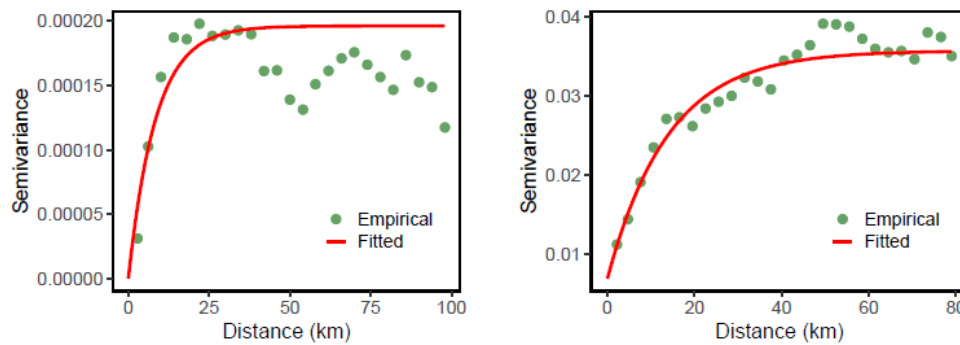 0.00020
0.00015
0.00010
0.00005
0.00000
Semivariance
Empirical
Fitted
0 25 50 75 100
Distance (km)
0.04
0.03
0.02
0.01
Semivariance
Empirical
Fitted
0 20 40 60 80
Distance (km)